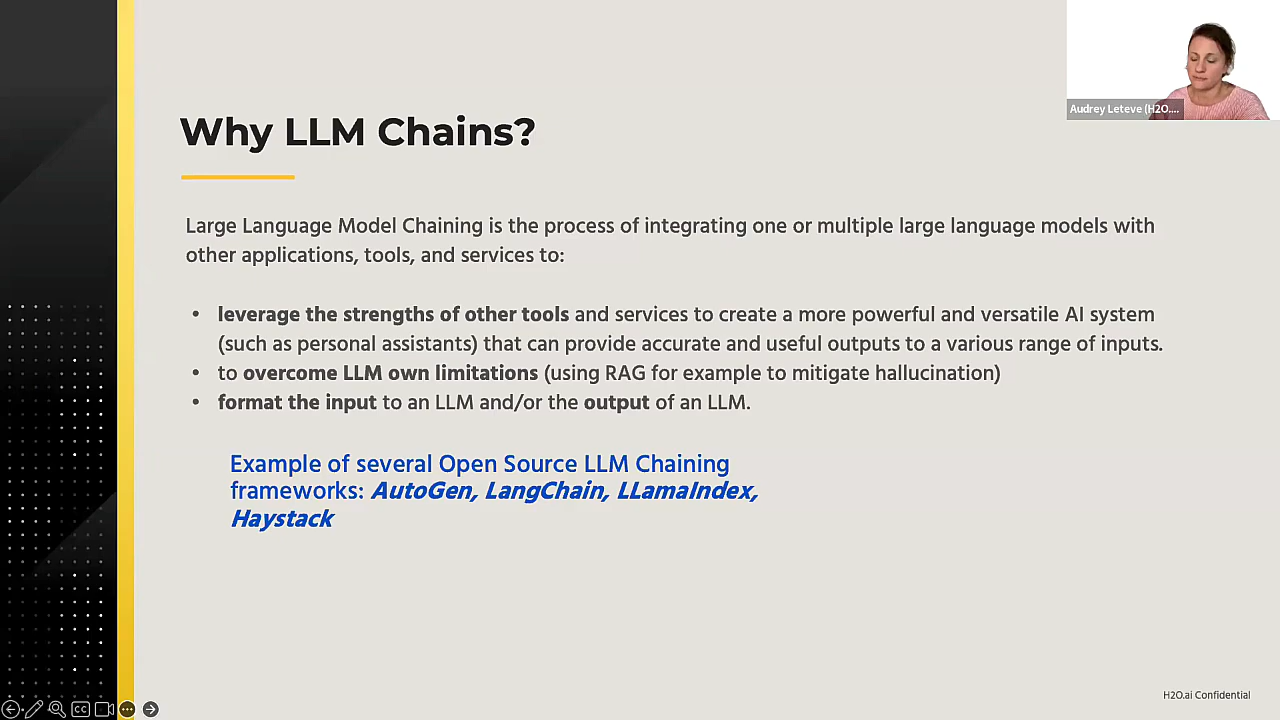 Audrey Leteve (H2O....
Why LLM Chains?
Large Language Model Chaining is the process of integrating one or multiple large language models with
other applications, tools, and services to:
• leverage the strengths of other tools and services to create a more powerful and versatile AI system
(such as personal assistants) that can provide accurate and useful outputs to a various range of inputs.
• to overcome LLM own limitations (using RAG for example to mitigate hallucination)
• format the input to an LLM and/or the output of an LLM.
Example of several Open Source LLM Chaining
frameworks: AutoGen, LangChain, LLamaIndex,
Haystack
H2O.ai Confidential
CC